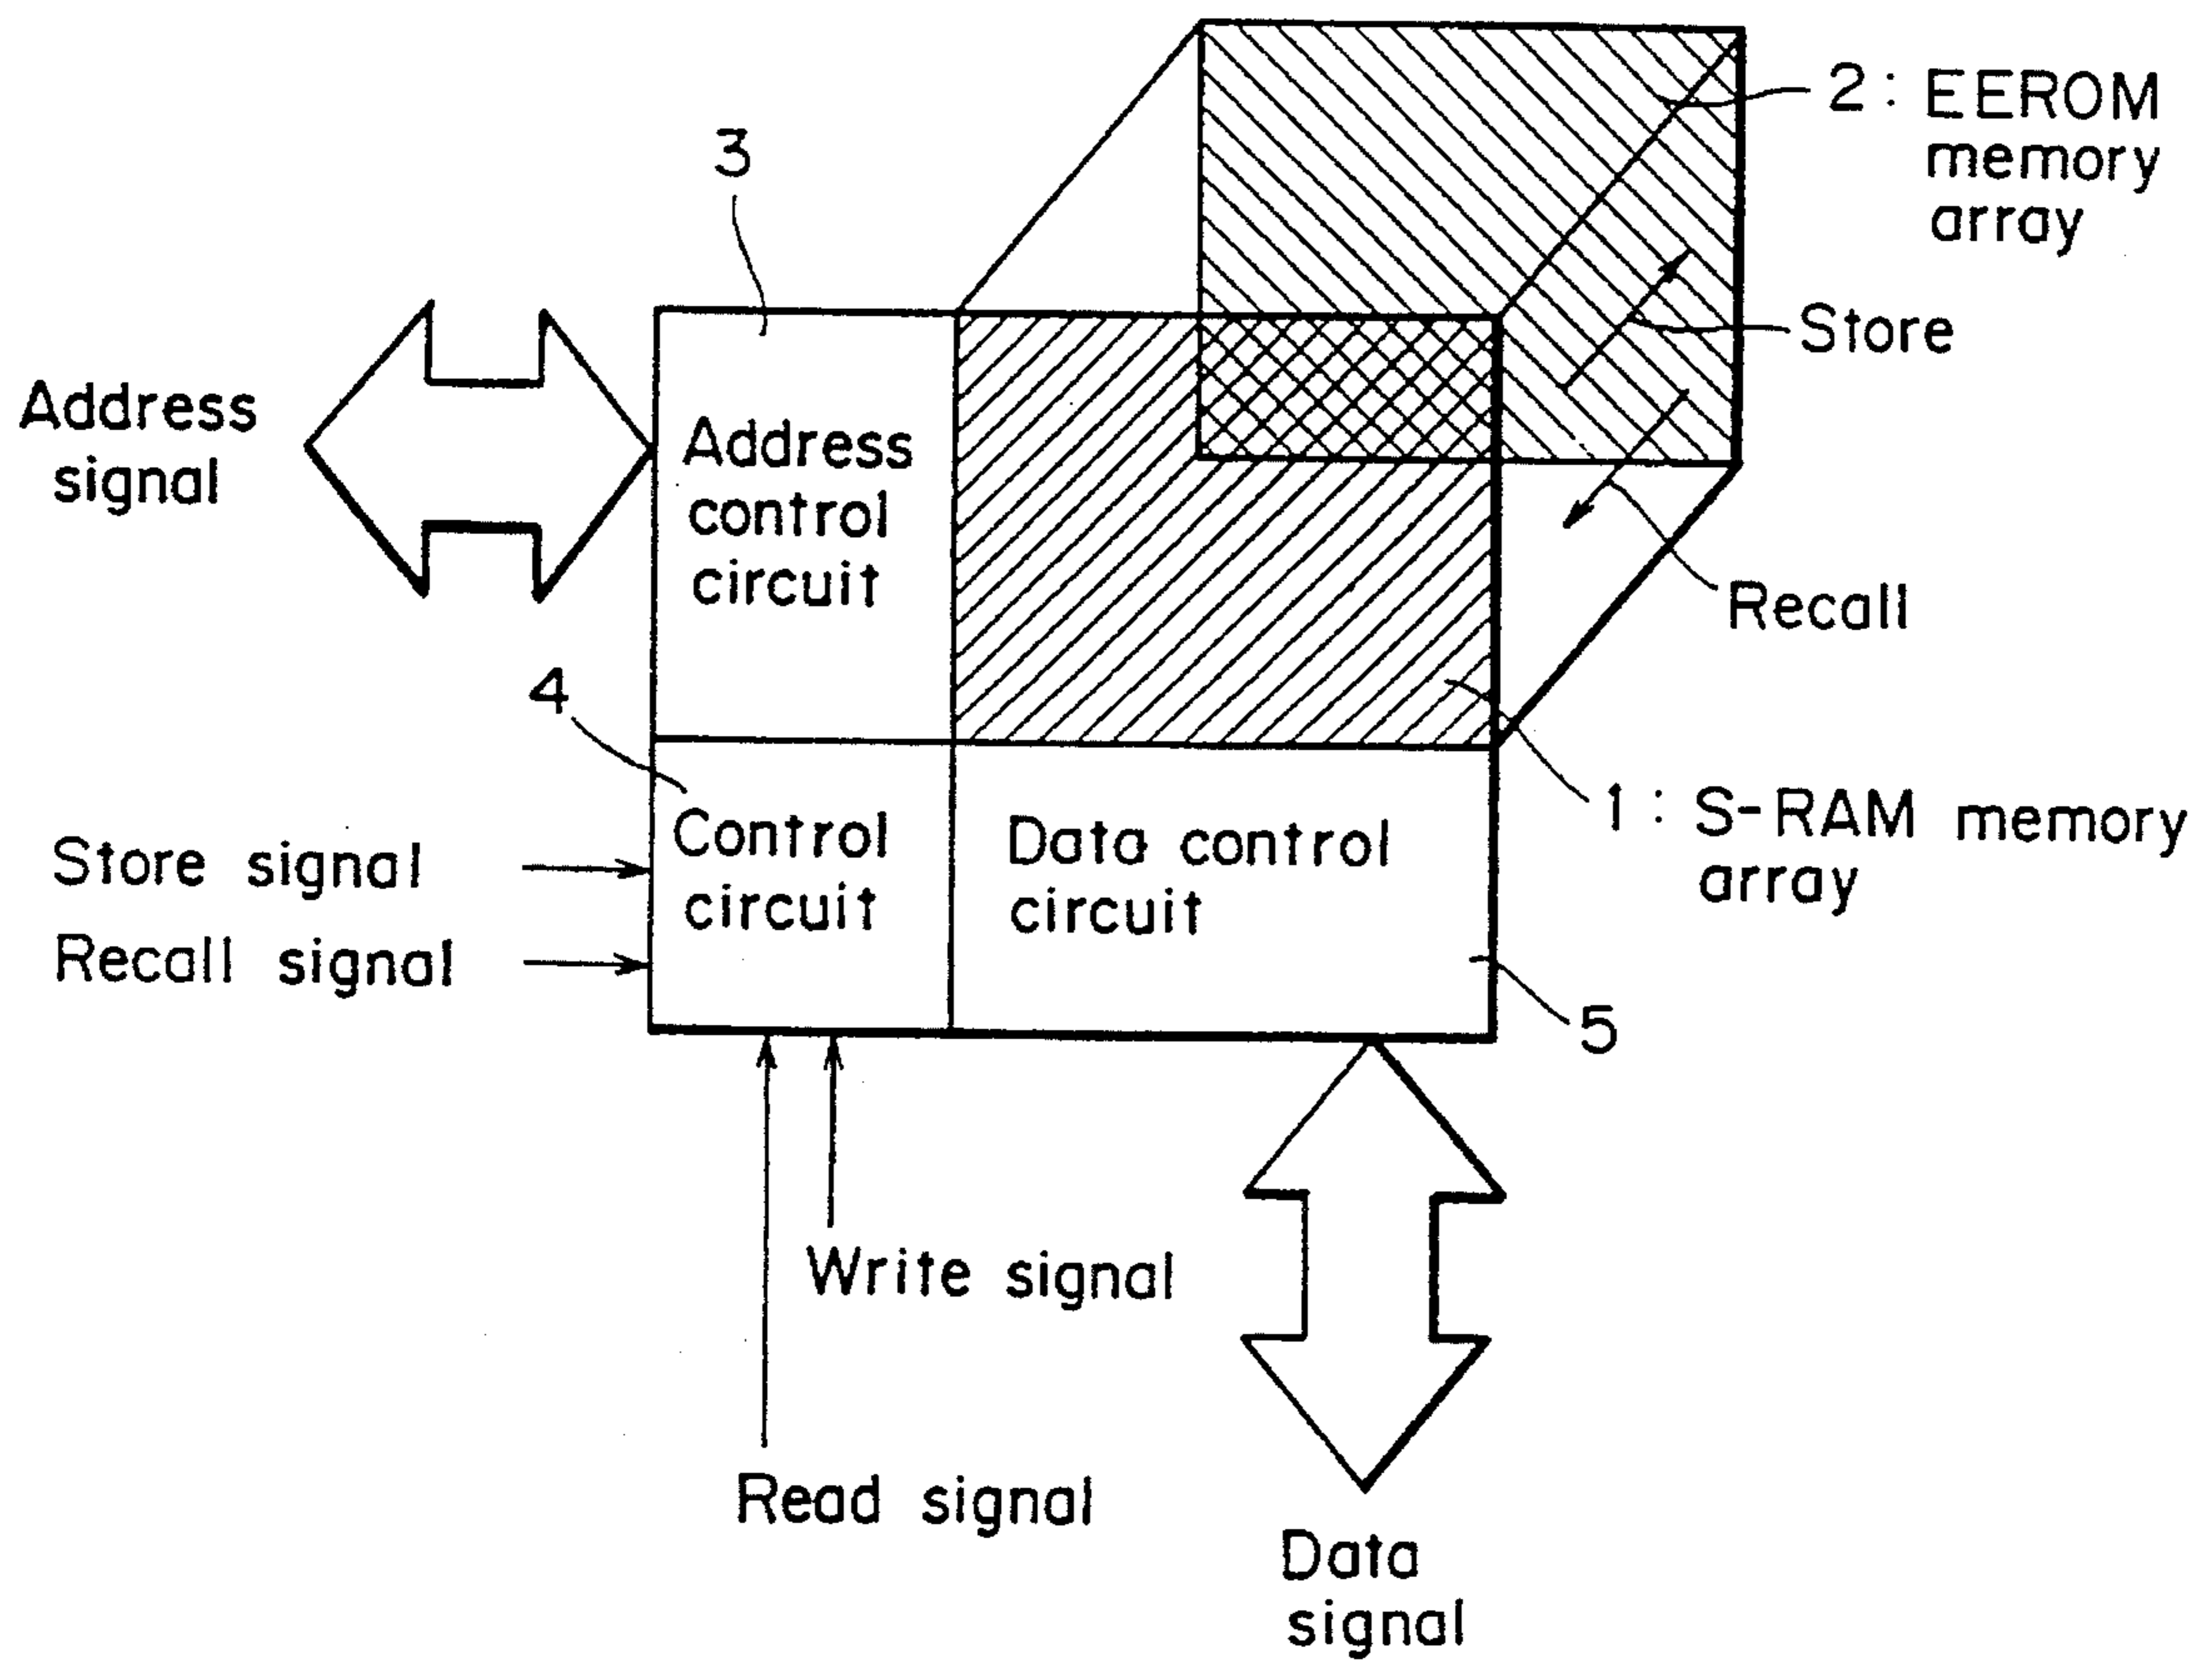 2: EEROM
memory
array
3
Store
Address
signal
Address
control
circuit
Recall
4
1: S-RAM memory
array
Store signal
Control
circuit
Data control
circuit
Recall signal
5
Write signal
Read signal
Data
signal